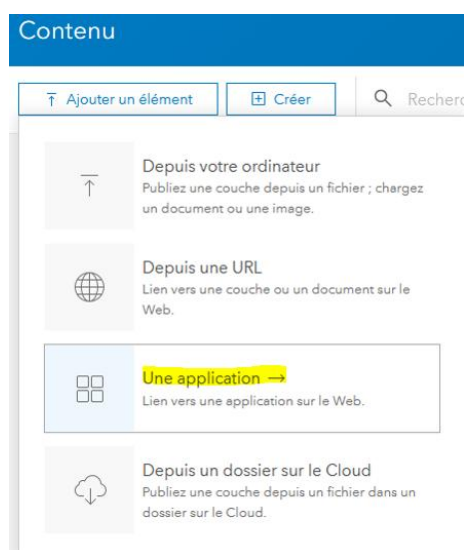 Contenu
Ajouter un élément
Créer
Recherc
Depuis votre ordinateur
Publiez une couche depuis un fichier ; chargez
un document ou une image.
Depuis une URL
Lien vers une couche ou un document sur le
Web.
Une application →
Lien vers une application sur le Web.
Depuis un dossier sur le Cloud
Publiez une couche depuis un fichier dans un
dossier sur le Cloud.